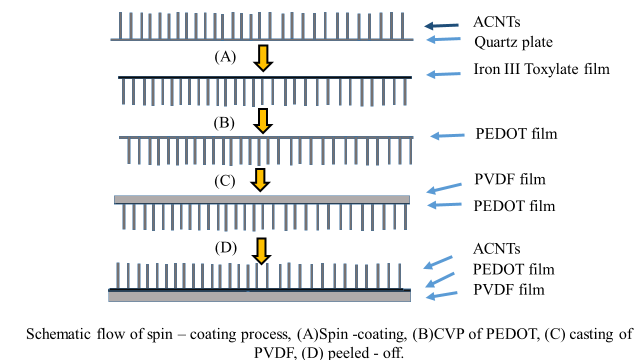 ACNTs
Quartz plate
(A)
Iron III Toxylate film
(B)
PEDOT film
(C)
PVDF film
PEDOT film
(D)
ACNTs
PEDOT film
PVDF film
Schematic flow of spin – coating process, (A)Spin -coating, (B)CVP of PEDOT, (C) casting of
PVDF, (D) peeled - off.